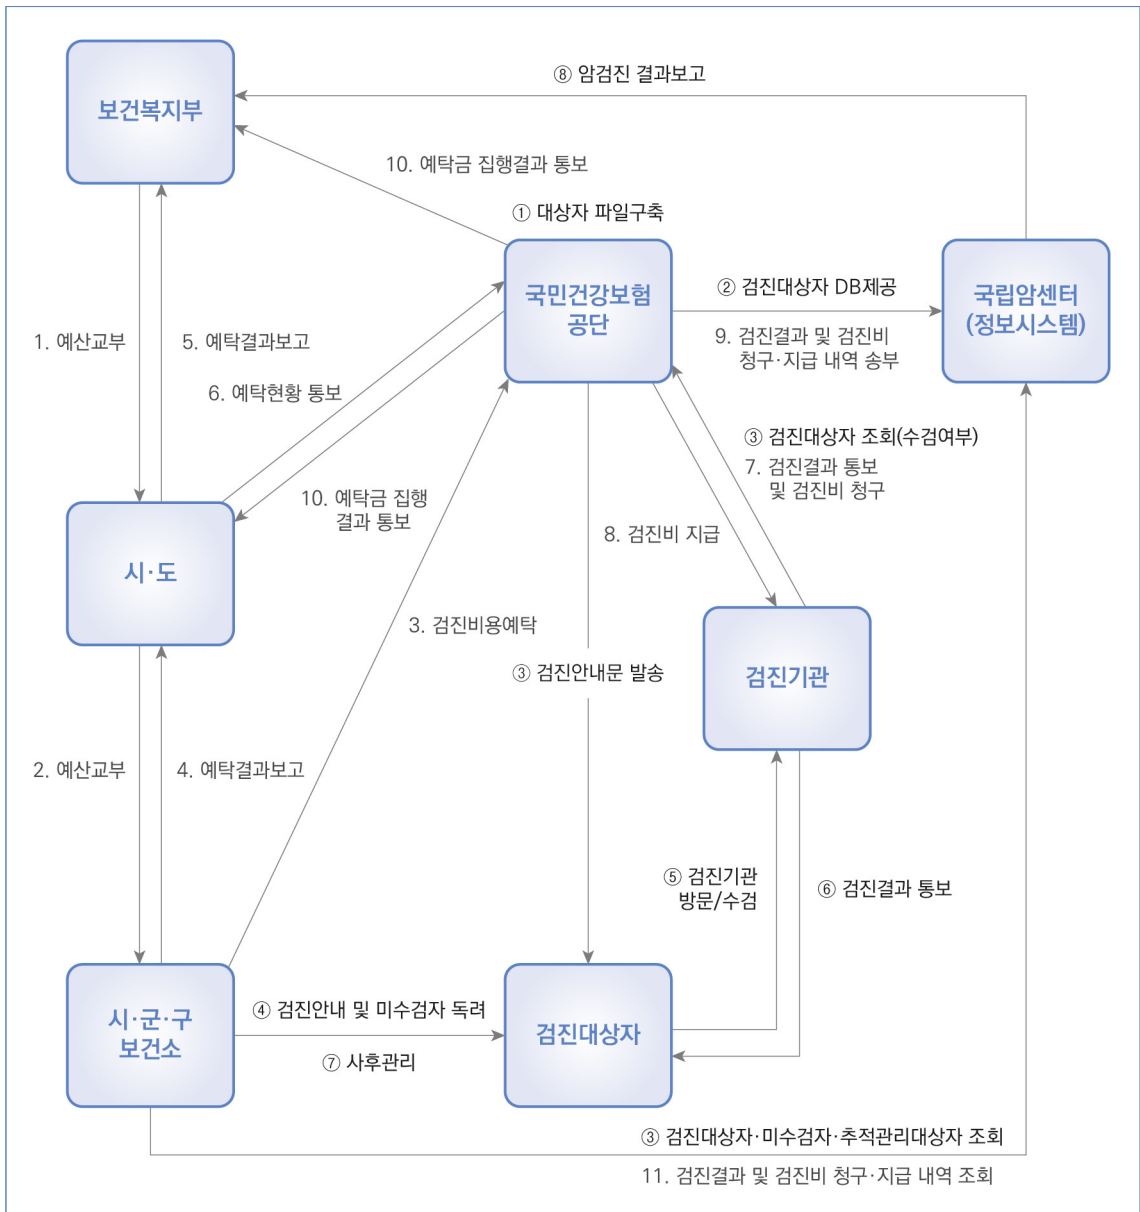 ⑧ 암검진 결과보고
보건복지부
10. 예탁금 집행결과 통보
① 대상자 파일구축
국민건강보험
공단
② 검진대상자 DB제공
9. 검진결과 및 검진비
청구·지급 내역 송부
국립암센터
(정보시스템)
1. 예산교부
5. 예탁결과보고
6. 예탁현황 통보
③ 검진대상자 조회(수검여부)
7. 검진결과 통보
및 검진비 청구
10. 예탁금 집행
결과 통보
8. 검진비 지급
시·도
3. 검진비용예탁
③ 검진안내문 발송
검진기관
2. 예산교부
4. 예탁결과보고
⑤ 검진기관
방문/수검
⑥ 검진결과 통보
시·군·구
보건소
④ 검진안내 및 미수검자 독려
⑦ 사후관리
검진대상자
③ 검진대상자·미수검자·추적관리대상자 조회
11. 검진결과 및 검진비 청구·지급 내역 조회